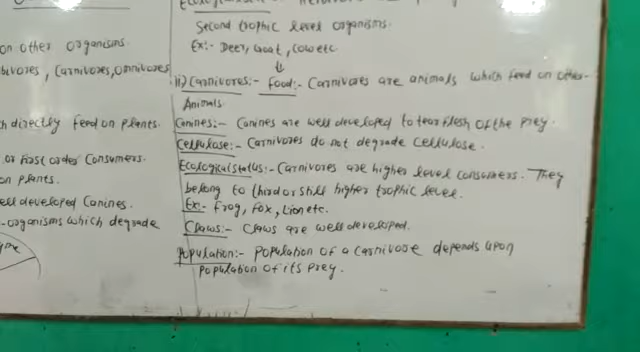 on other organisms.
bivores, Carnivores, omnivores
h directly feed on plants.
or First order Consumers.
on plants.
ell developed Canines.
-organisms which degrade
Second trophic level organisms.
Ex:- Deer, Goat, Cow etc
ii) Carnivores:- Food:- Carnivores are animals which feed on other-
Animals
Canines:- Canines are well developed to tear flesh of the prey.
Cellulose:- Carnivores do not degrade cellulose.
Ecological status:- Carnivores are higher level consumers. They
belong to third or still higher trophic level.
Ex:- Frog, Fox, Lion etc.
Claws:- Claws are well developed.
Population:- Population of a carnivore depends upon
population of its prey.